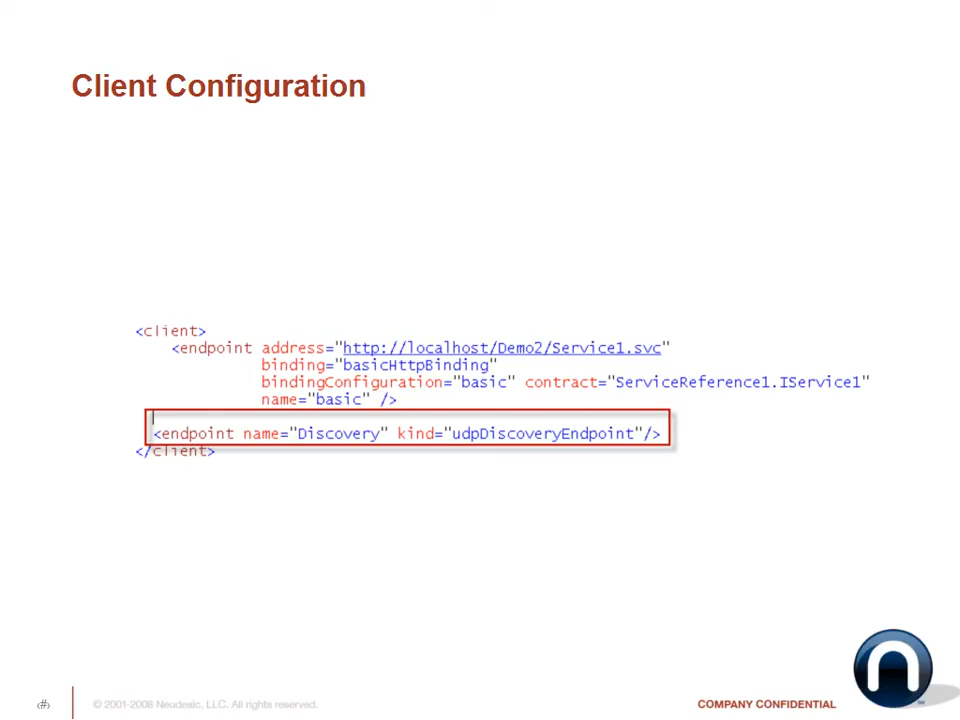 Client Configuration
<client>
<endpoint address="http://localhost/Demo2/Service1.svc"
binding="basicHttpBinding"
bindingConfiguration="basic" contract="ServiceReference1.IService1"
name="basic" />
<endpoint name="Discovery" kind="udpDiscoveryEndpoint"/>
</client>
‹#›
© 2001-2008 Neudesic, LLC. All rights reserved.
COMPANY CONFIDENTIAL
n